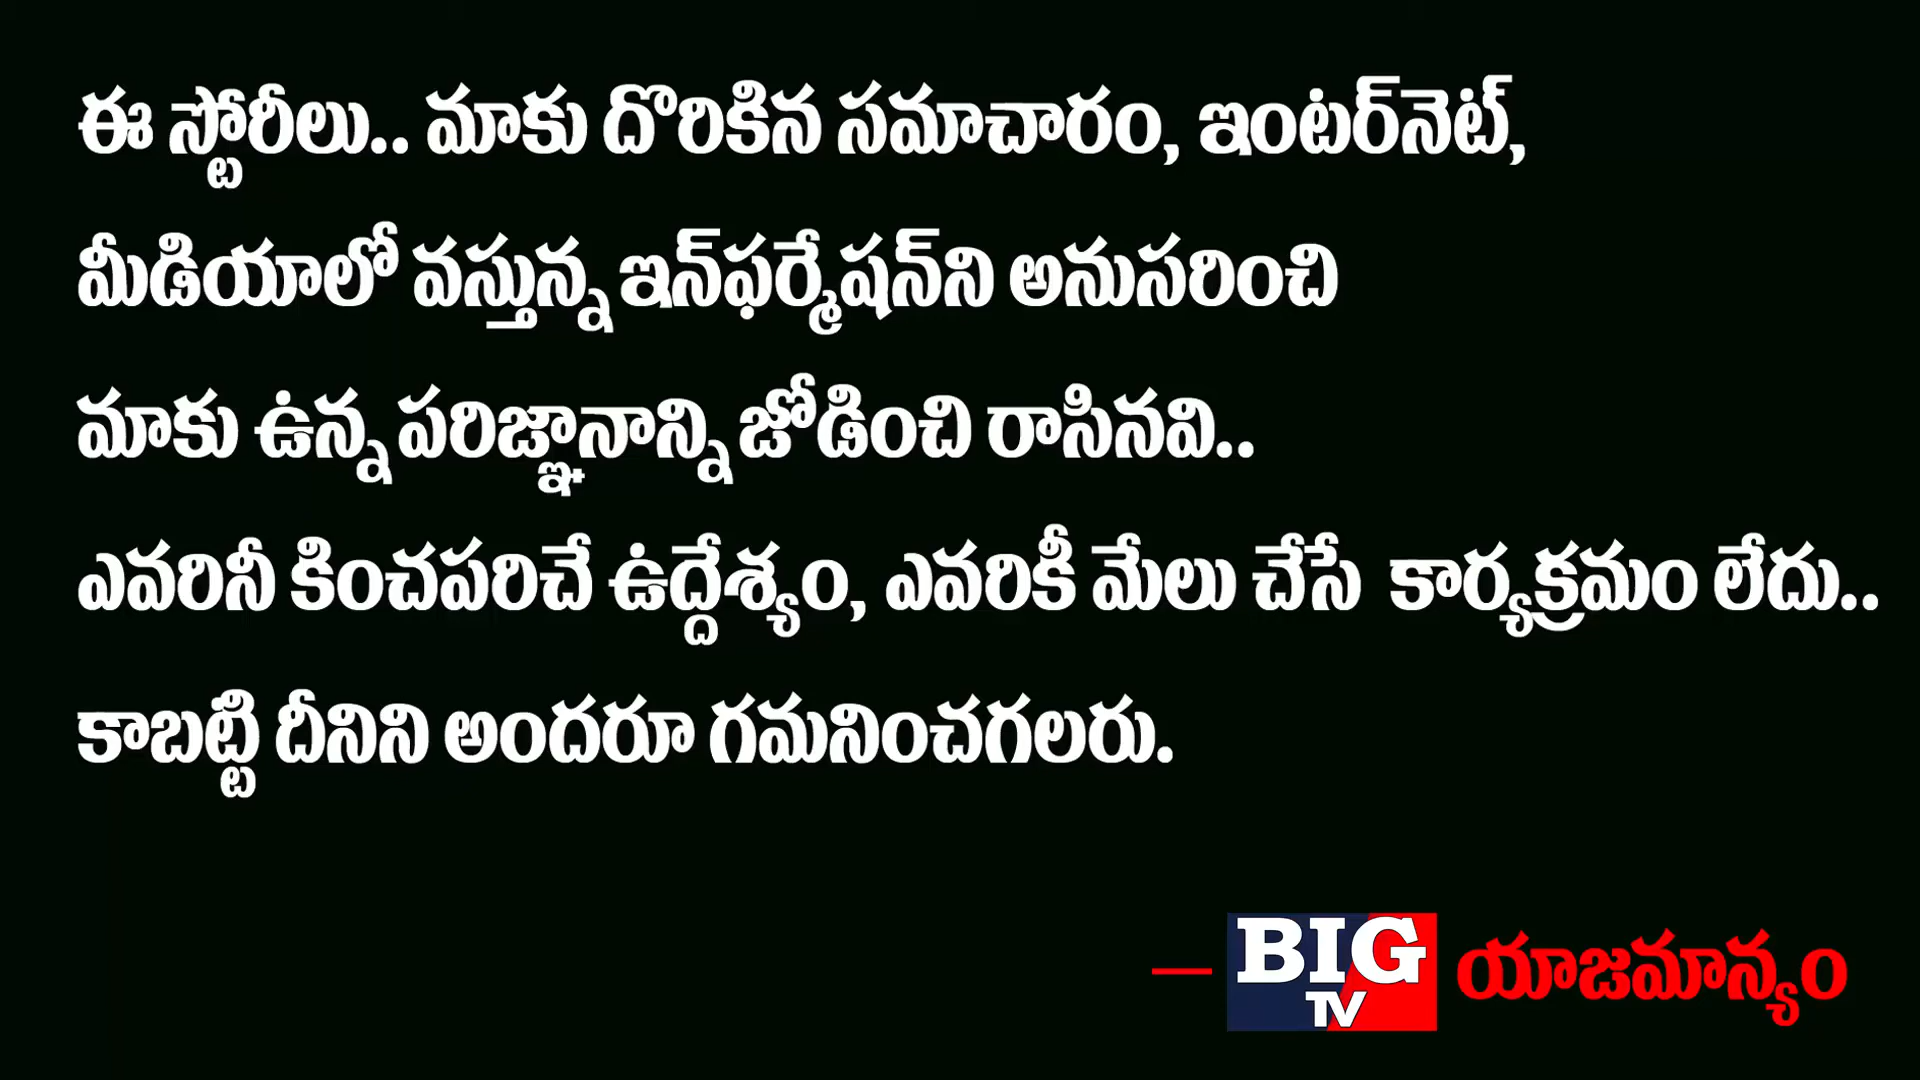 ఈ స్టోరీలు.. మాకు దొరికిన సమాచారం, ఇంటర్‌నెట్,
మీడియాలో వస్తున్న ఇన్‌ఫర్మేషన్‌ని అనుసరించి
మాకు ఉన్న పరిజ్ఞానాన్ని జోడించి రాసినవి..
ఎవరినీ కించపరిచే ఉద్దేశ్యం, ఎవరికీ మేలు చేసే కార్యక్రమం లేదు..
కాబట్టి దీనిని అందరూ గమనించగలరు.
— BIG TV యాజమాన్యం